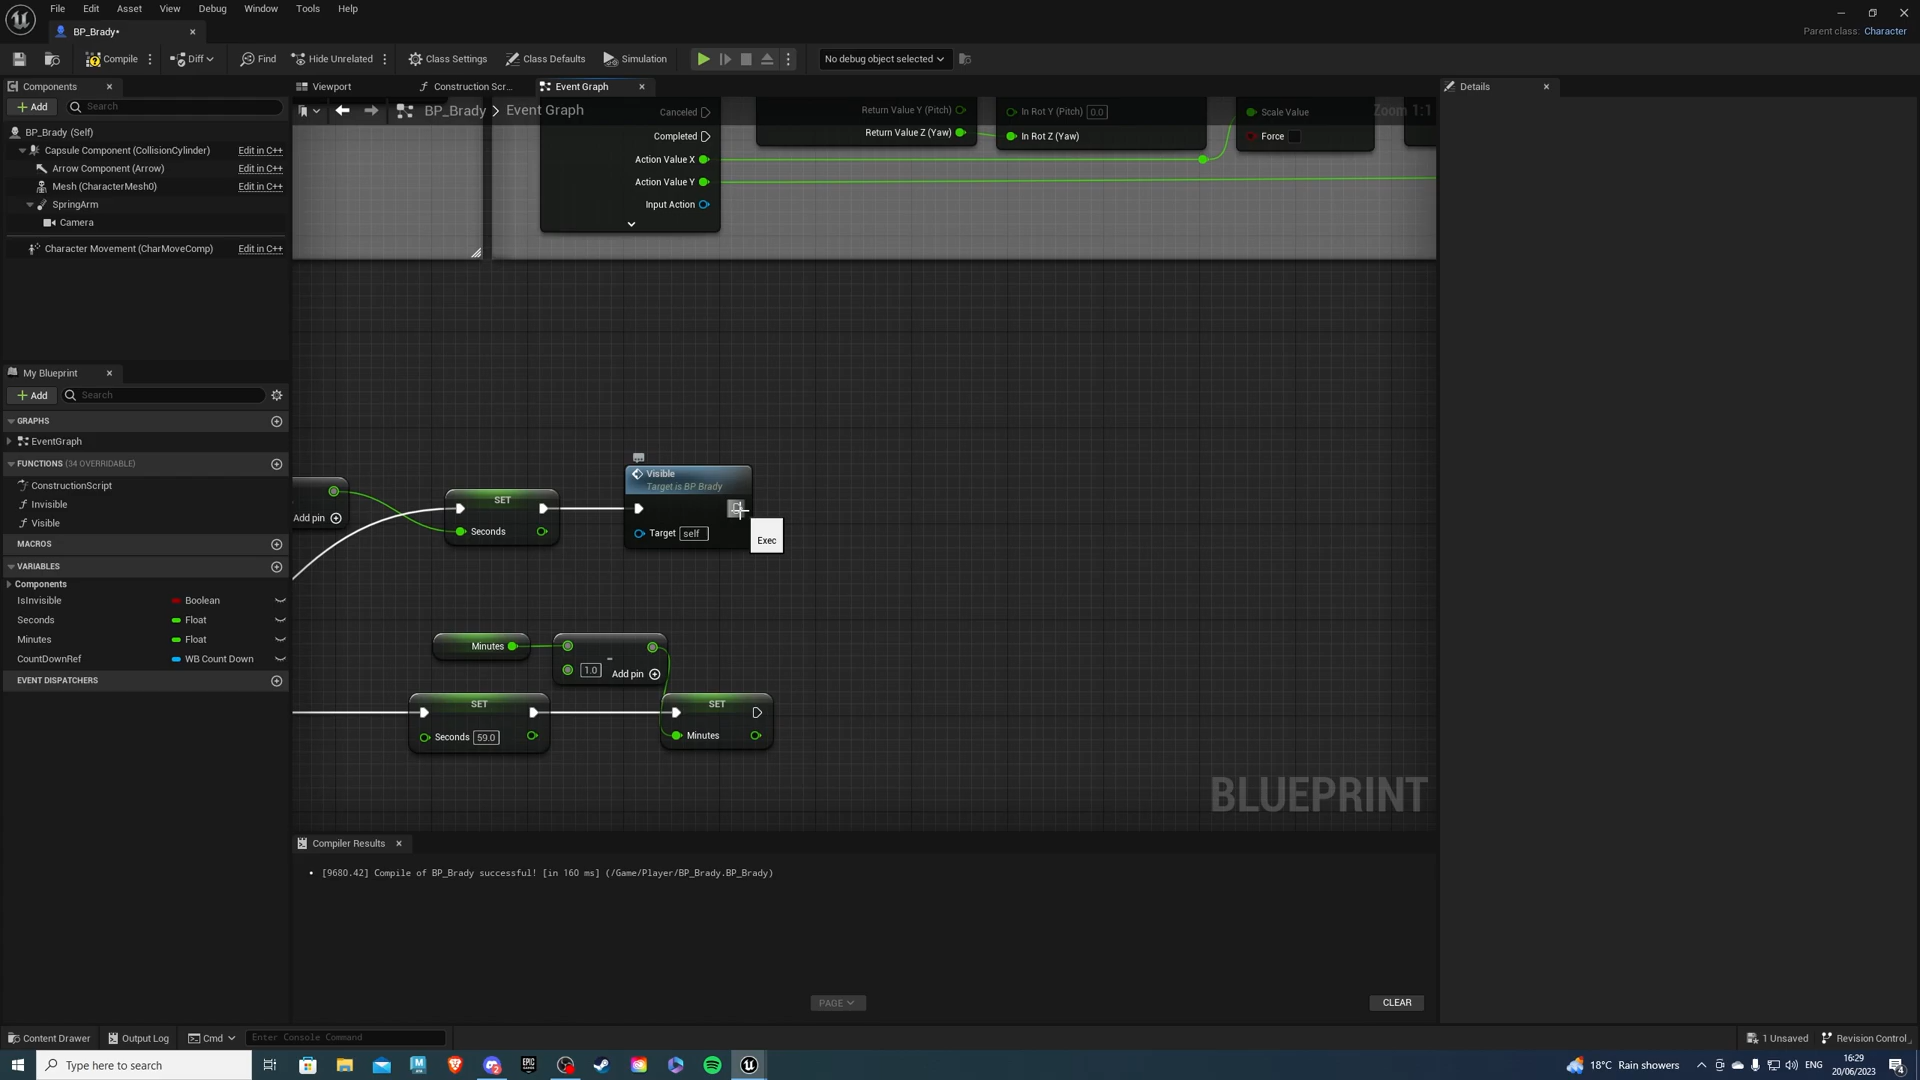 File Edit Asset View Debug Window Tools Help
BP_Brady*
Parent class: Character
Compile Diff Find Hide Unrelated Class Settings Class Defaults Simulation No debug object selected
Components
Add Search
BP_Brady (Self)
Capsule Component (CollisionCylinder) Edit in C++
Arrow Component (Arrow) Edit in C++
Mesh (CharacterMesh0) Edit in C++
SpringArm
Camera
Character Movement (CharMoveComp) Edit in C++
My Blueprint
Add Search
GRAPHS
EventGraph
FUNCTIONS (34 OVERRIDABLE)
ConstructionScript
Invisible
Visible
MACROS
VARIABLES
Components
IsInvisible Boolean
Seconds Float
Minutes Float
CountDownRef WB Count Down
EVENT DISPATCHERS
Viewport Construction Scr... Event Graph
BP_Brady > Event Graph
Zoom 1:1
Canceled
Completed
Action Value X
Action Value Y
Input Action
Return Value Y (Pitch)
Return Value Z (Yaw)
In Rot Y (Pitch) 0.0
In Rot Z (Yaw)
Scale Value
Force
Add pin
SET
Seconds
Visible
Target is BP Brady
Target self
Exec
Minutes
-
1.0 Add pin
SET
Seconds 59.0
SET
Minutes
BLUEPRINT
Compiler Results
• [9680.42] Compile of BP_Brady successful! [in 160 ms] (/Game/Player/BP_Brady.BP_Brady)
PAGE
CLEAR
Details
Content Drawer Output Log Cmd Enter Console Command
1 Unsaved Revision Control
Type here to search
18°C Rain showers ENG
16:29
20/06/2023
4